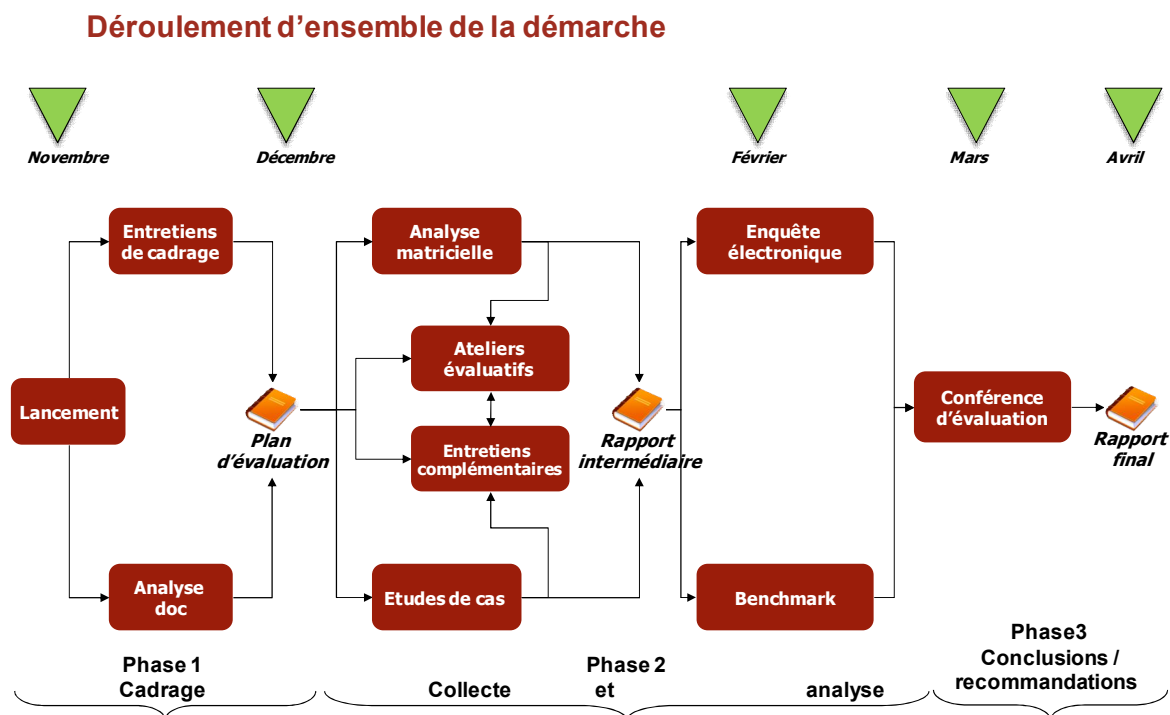 Déroulement d'ensemble de la démarche
Novembre
Décembre
Février
Mars
Avril
Entretiens
de cadrage
Analyse
matricielle
Enquête
électronique
Ateliers
évaluatifs
Lancement
Plan
d'évaluation
Entretiens
complémentaires
Rapport
intermédiaire
Conférence
d'évaluation
Rapport
final
Analyse
doc
Etudes de cas
Benchmark
Phase 1
Cadrage
Phase 2
Collecte et analyse
Phase3
Conclusions /
recommandations